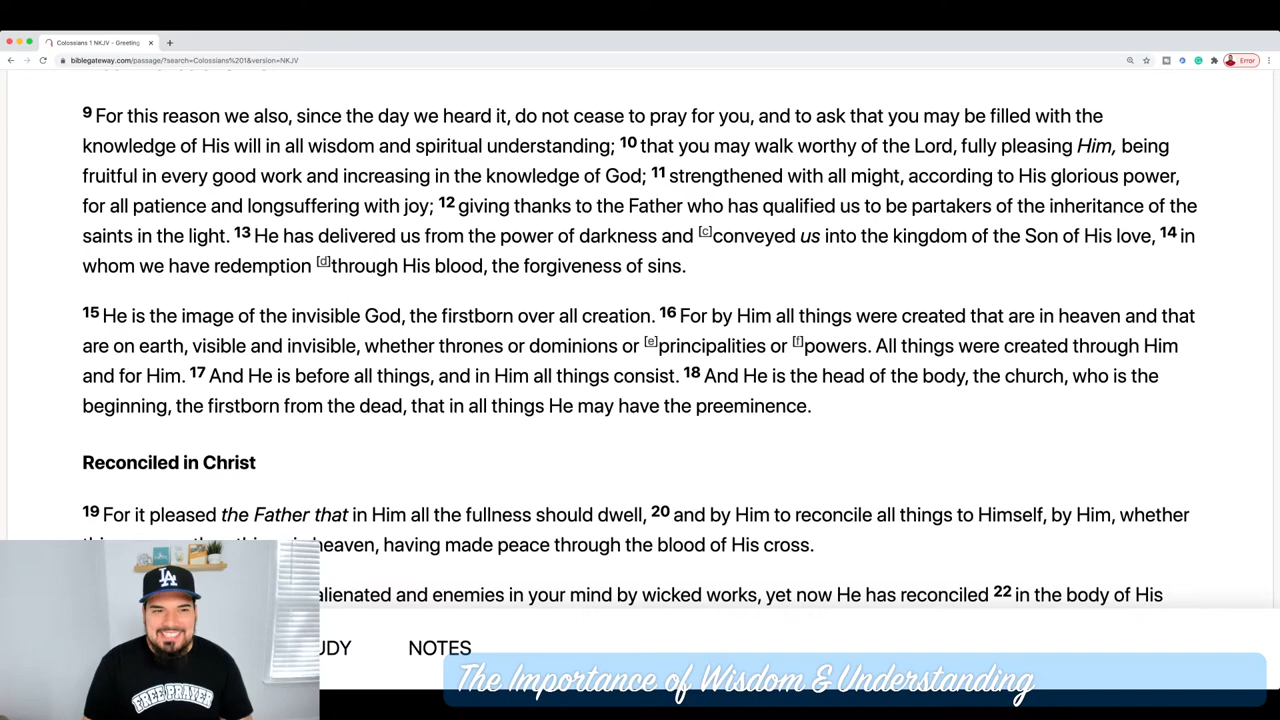 Colossians 1 NKJV - Greeting
biblegateway.com/passage/?search=Colossians%201&version=NKJV
Error
9 For this reason we also, since the day we heard it, do not cease to pray for you, and to ask that you may be filled with the
knowledge of His will in all wisdom and spiritual understanding; 10 that you may walk worthy of the Lord, fully pleasing Him, being
fruitful in every good work and increasing in the knowledge of God; 11 strengthened with all might, according to His glorious power,
for all patience and longsuffering with joy; 12 giving thanks to the Father who has qualified us to be partakers of the inheritance of the
saints in the light. 13 He has delivered us from the power of darkness and [c]conveyed us into the kingdom of the Son of His love, 14 in
whom we have redemption [d]through His blood, the forgiveness of sins.
15 He is the image of the invisible God, the firstborn over all creation. 16 For by Him all things were created that are in heaven and that
are on earth, visible and invisible, whether thrones or dominions or [e]principalities or [f]powers. All things were created through Him
and for Him. 17 And He is before all things, and in Him all things consist. 18 And He is the head of the body, the church, who is the
beginning, the firstborn from the dead, that in all things He may have the preeminence.
Reconciled in Christ
19 For it pleased the Father that in Him all the fullness should dwell, 20 and by Him to reconcile all things to Himself, by Him, whether
heaven, having made peace through the blood of His cross.
alienated and enemies in your mind by wicked works, yet now He has reconciled 22 in the body of His
UDY NOTES
LA
FREE PRAYER
The Importance of Wisdom & Understanding